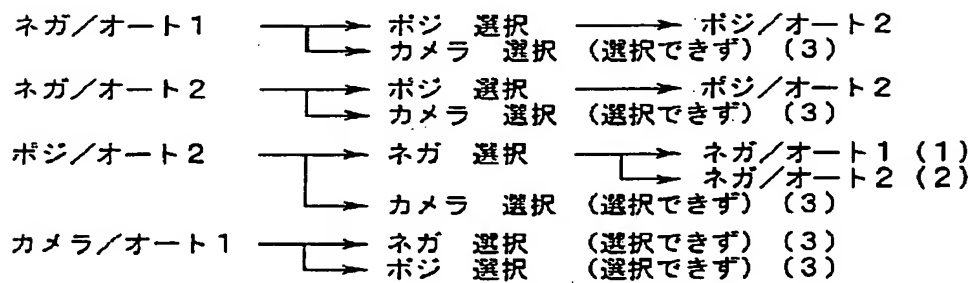 ネガ/オート1 ポジ 選択 ポジ/オート2
カメラ 選択 (選択できず) (3)
ネガ/オート2 ポジ 選択 ポジ/オート2
カメラ 選択 (選択できず) (3)
ポジ/オート2 ネガ 選択 ネガ/オート1 (1)
ネガ/オート2 (2)
カメラ 選択 (選択できず) (3)
カメラ/オート1 ネガ 選択 (選択できず) (3)
ポジ 選択 (選択できず) (3)